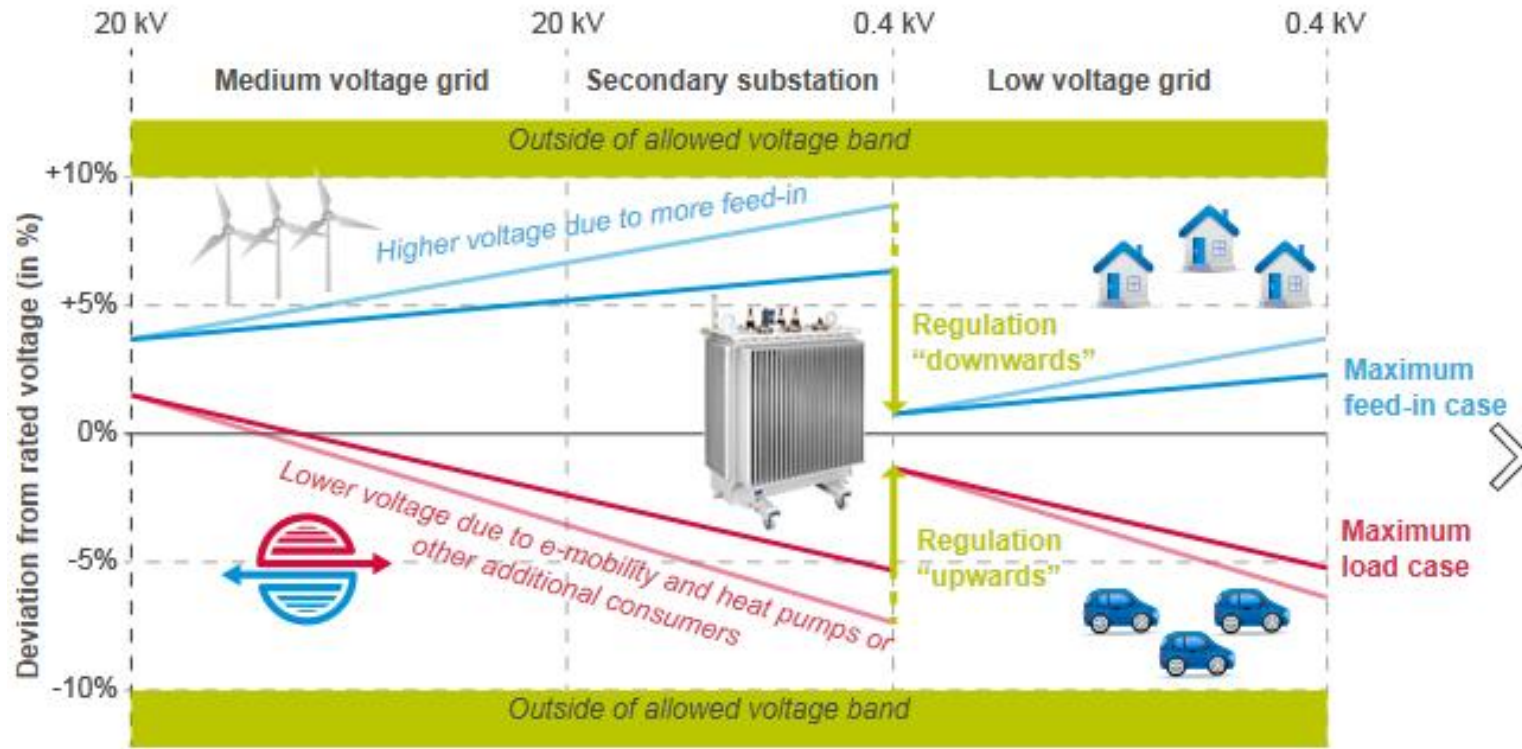 20 kV
20 kV
0.4 kV
0.4 kV
Medium voltage grid
Secondary substation
Low voltage grid
Outside of allowed voltage band
+10%
Higher voltage due to more feed-in
+5%
Regulation
“downwards”
Maximum
feed-in case
0%
Deviation from rated voltage (in %)
Lower voltage due to e-mobility and heat pumps or
other additional consumers
-5%
Regulation
“upwards”
Maximum
load case
-10%
Outside of allowed voltage band